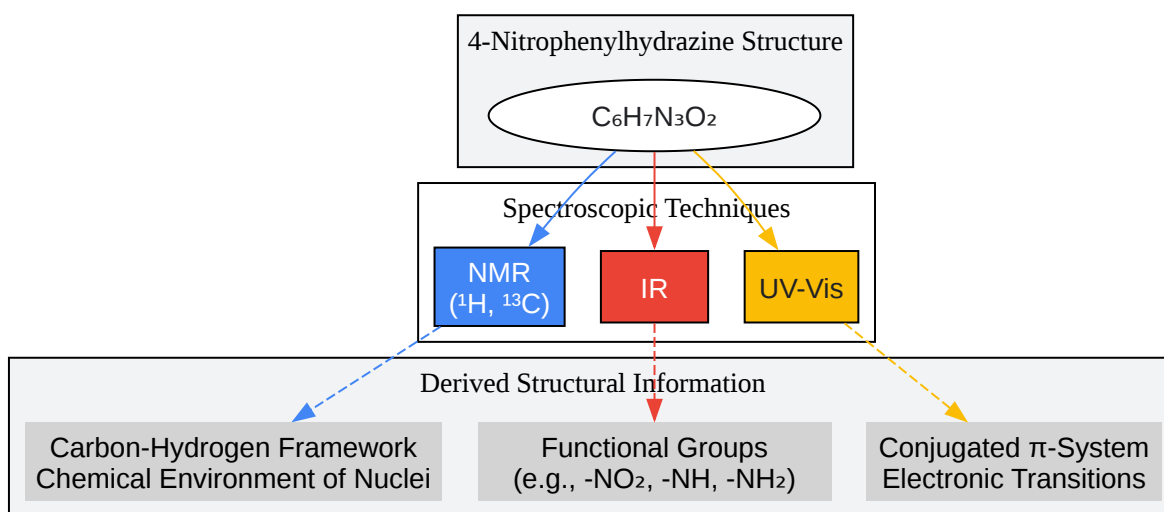 4-Nitrophenylhydrazine Structure
C₆H₇N₃O₂
Spectroscopic Techniques
NMR
(¹H, ¹³C)
IR
UV-Vis
Derived Structural Information
Carbon-Hydrogen Framework
Chemical Environment of Nuclei
Functional Groups
(e.g., -NO₂, -NH, -NH₂)
Conjugated π-System
Electronic Transitions